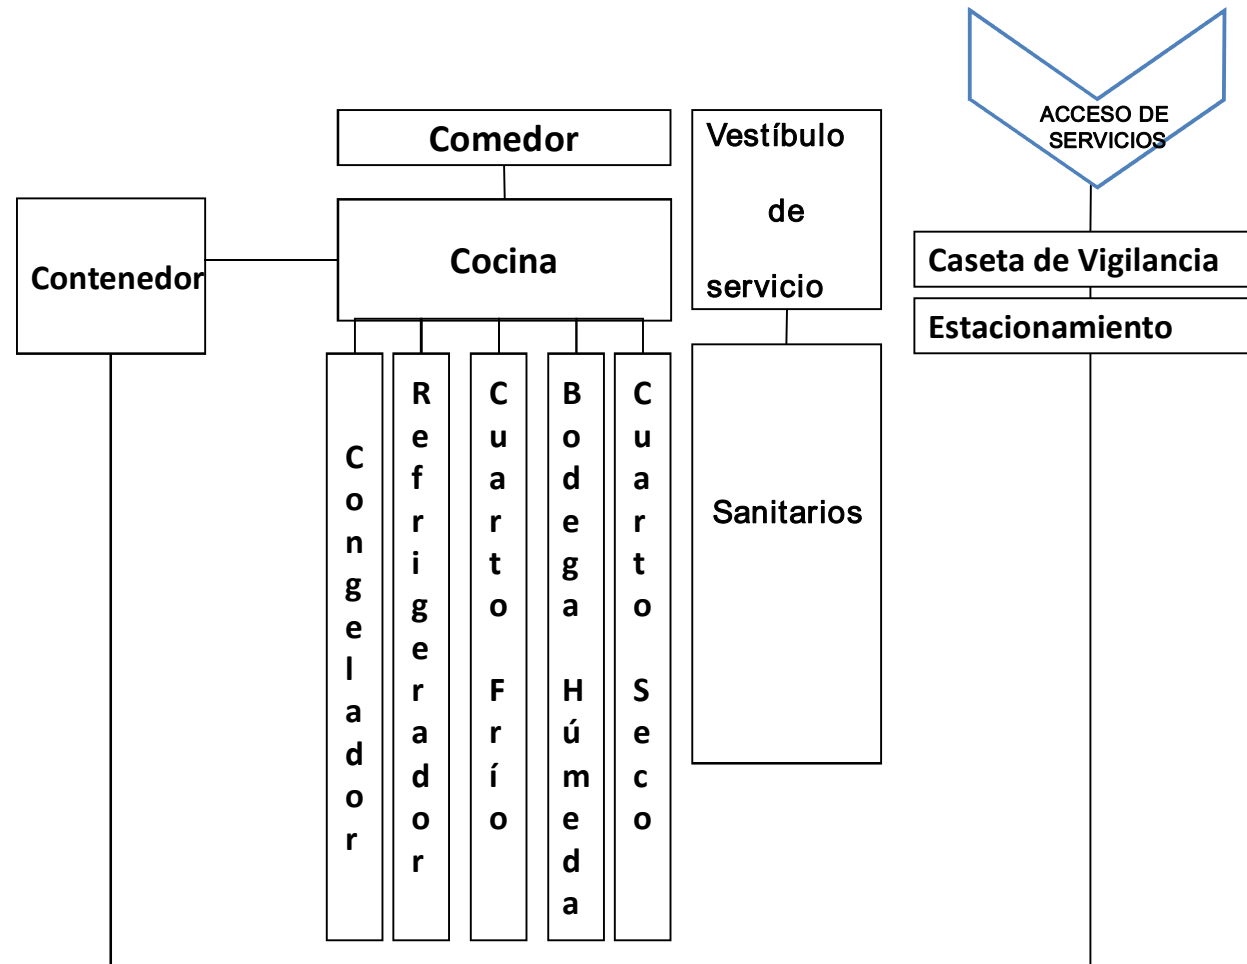 ACCESO DE
SERVICIOS
Comedor
Vestíbulo
de
servicio
Contenedor
Cocina
Caseta de Vigilancia
Estacionamiento
Congelador
Refrigerador
Cuarto Frío
Bodega Húmeda
Cuarto Seco
Sanitarios